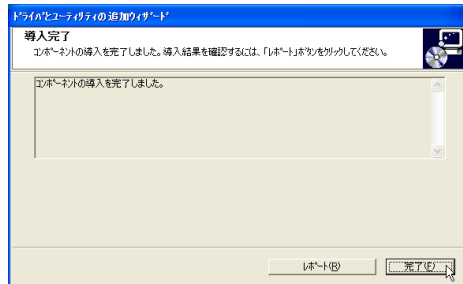 ﾄﾞﾗｲﾊﾞとﾕｰﾃｨﾘﾃｨの追加ｳｨｻﾞｰﾄﾞ
導入完了
ｺﾝﾎﾟｰﾈﾝﾄの導入を完了しました。導入結果を確認するには、「ﾚﾎﾟｰﾄ」ﾎﾞﾀﾝをｸﾘｯｸしてください。
ｺﾝﾎﾟｰﾈﾝﾄの導入を完了しました。
ﾚﾎﾟｰﾄ(R)
完了(F)